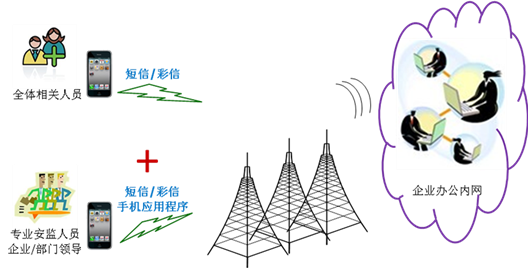 短信/彩信
全体相关人员
短信/彩信
手机应用程序
专业安监人员
企业/部门领导
企业办公内网